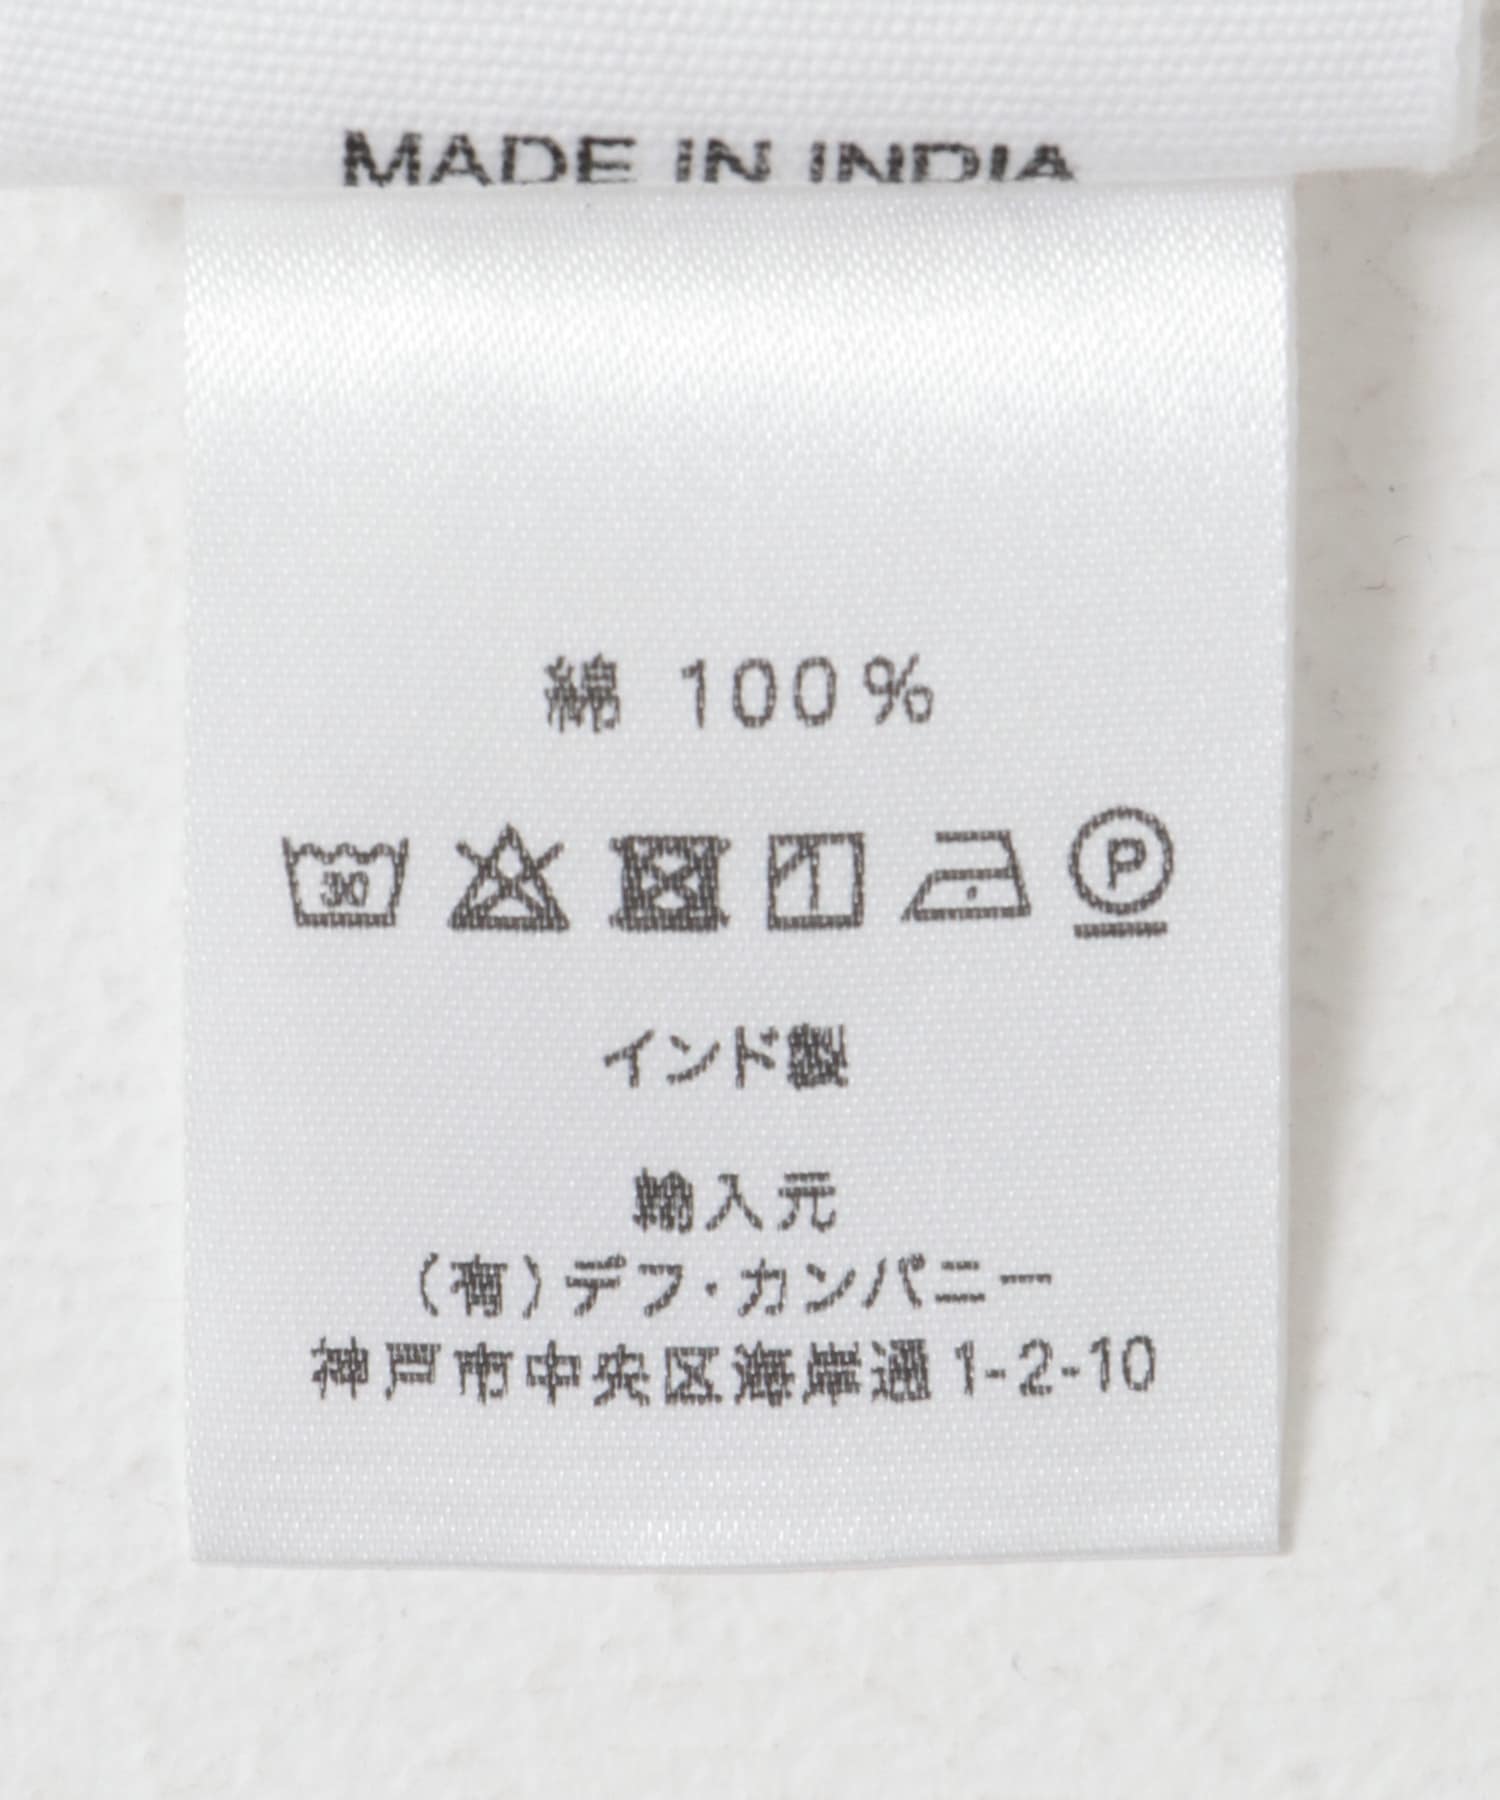 MADE IN INDIA
綿 100%
30
P
インド製
輸入元
(有)デフ・カンパニー
神戸市中央区海岸通1-2-10